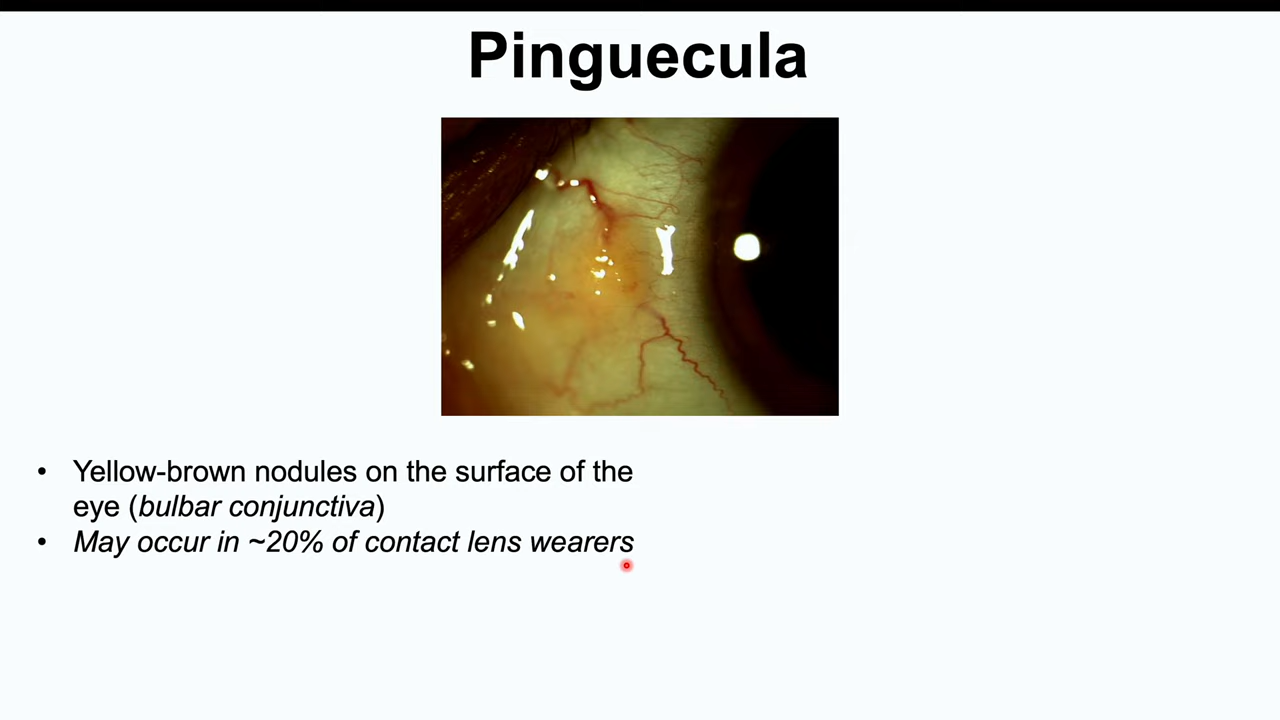 Pinguecula
• Yellow-brown nodules on the surface of the
eye (bulbar conjunctiva)
• May occur in ~20% of contact lens wearers